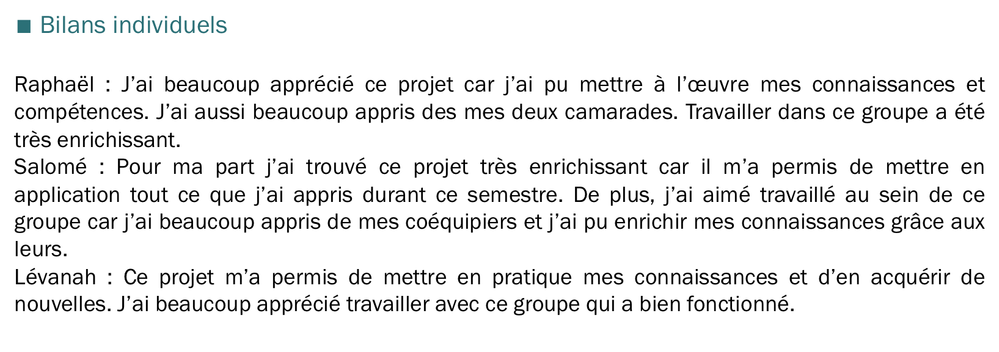 ■ Bilans individuels
Raphaël : J’ai beaucoup apprécié ce projet car j’ai pu mettre à l’œuvre mes connaissances et
compétences. J’ai aussi beaucoup appris des mes deux camarades. Travailler dans ce groupe a été
très enrichissant.
Salomé : Pour ma part j’ai trouvé ce projet très enrichissant car il m’a permis de mettre en
application tout ce que j’ai appris durant ce semestre. De plus, j’ai aimé travaillé au sein de ce
groupe car j’ai beaucoup appris de mes coéquipiers et j’ai pu enrichir mes connaissances grâce aux
leurs.
Lévanah : Ce projet m’a permis de mettre en pratique mes connaissances et d’en acquérir de
nouvelles. J’ai beaucoup apprécié travailler avec ce groupe qui a bien fonctionné.